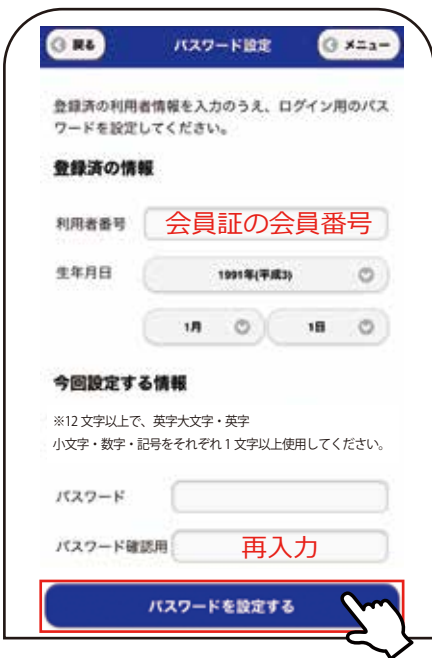 戻る パスワード設定 メニュー
登録済の利用者情報を入力のうえ、ログイン用のパス
ワードを設定してください。
登録済の情報
利用者番号 会員証の会員番号
生年月日 1991年(平成3)
1月 1日
今回設定する情報
※12文字以上で、英字大文字・英字
小文字・数字・記号をそれぞれ1文字以上使用してください。
パスワード
パスワード確認用 再入力
パスワードを設定する